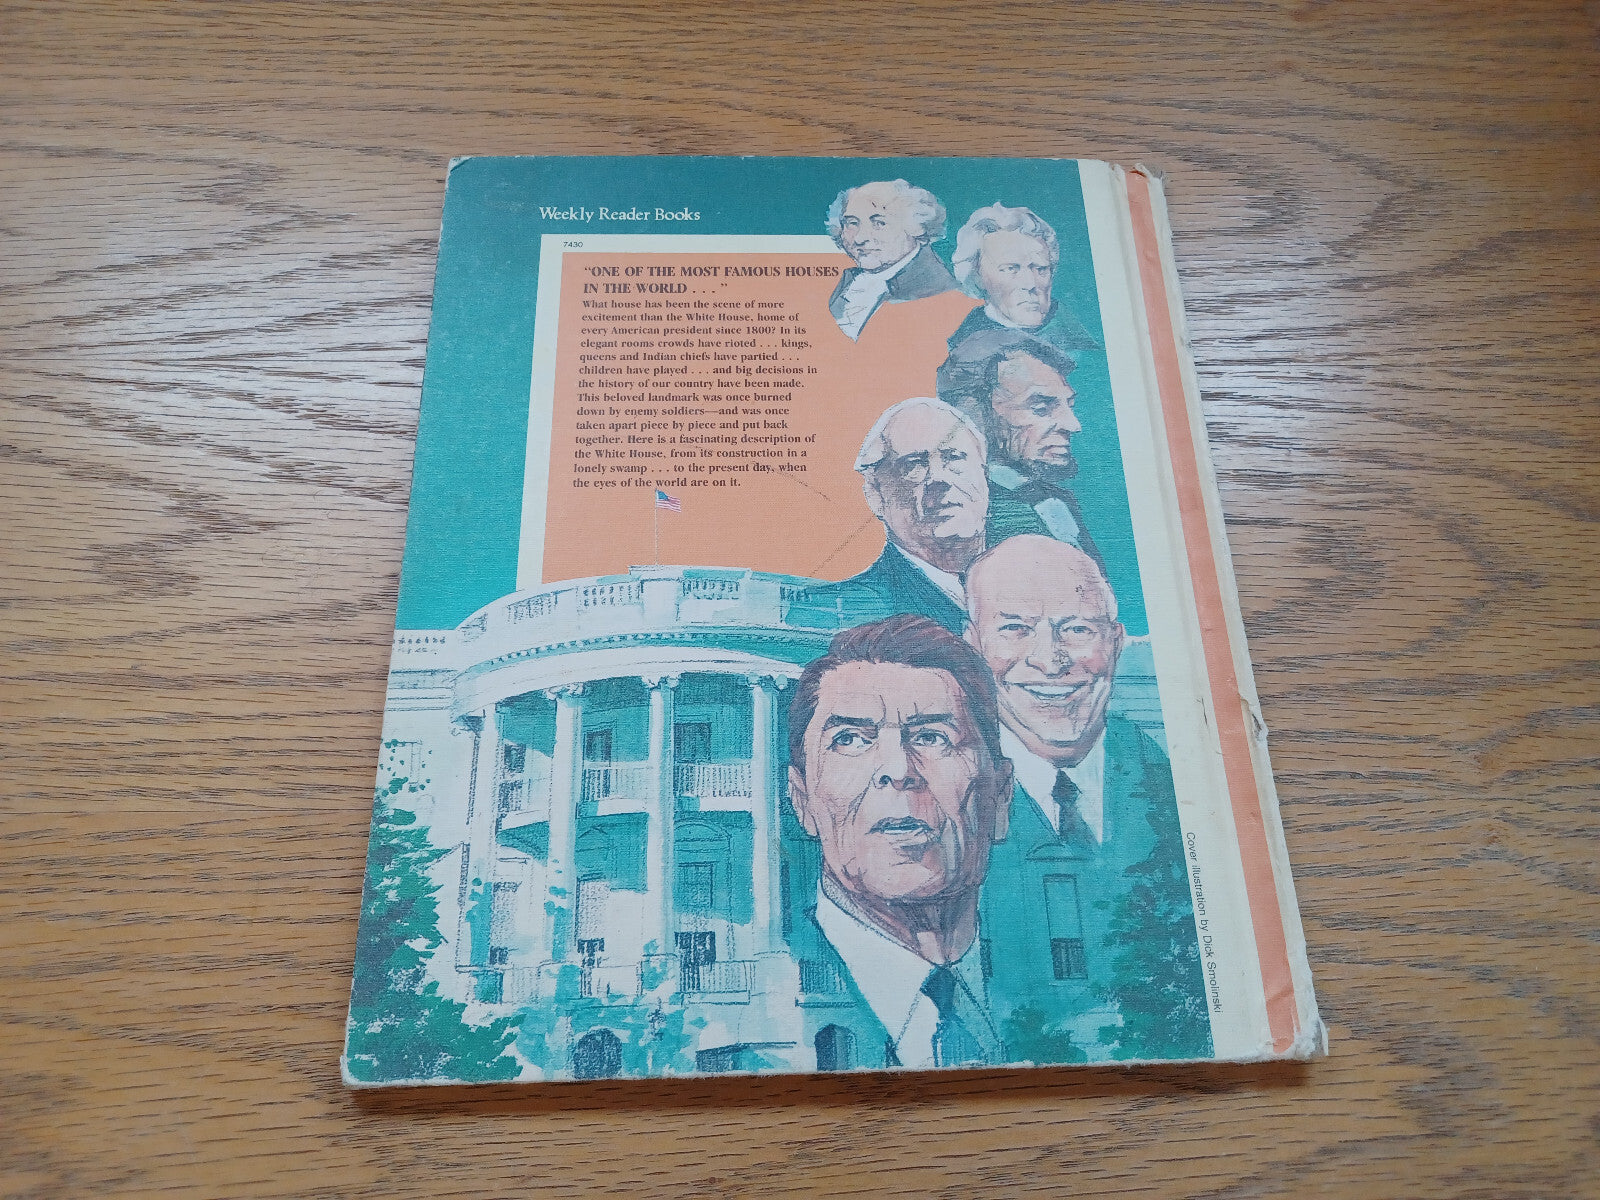 Weekly Reader Books
7430
"ONE OF THE MOST FAMOUS HOUSES
IN THE WORLD . . . "
What house has been the scene of more
excitement than the White House, home of
every American president since 1800? In its
elegant rooms crowds have rioted . . . kings,
queens and Indian chiefs have partied . . .
children have played . . . and big decisions in
the history of our country have been made.
This beloved landmark was once burned
down by enemy soldiers—and was once
taken apart piece by piece and put back
together. Here is a fascinating description of
the White House, from its construction in a
lonely swamp . . . to the present day, when
the eyes of the world are on it.
Cover illustration by Dick Smolinski